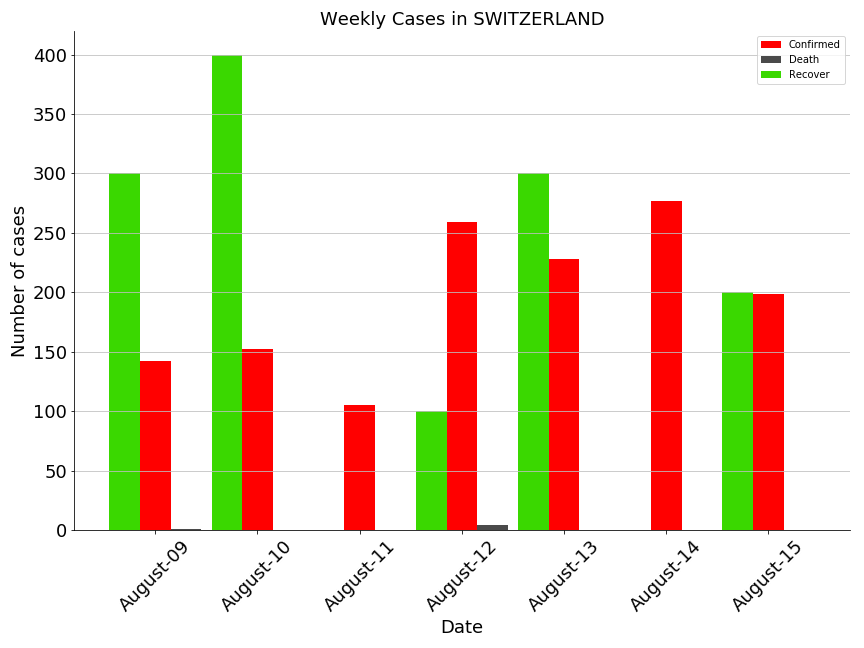 Weekly Cases in SWITZERLAND
Confirmed
Death
Recover
Number of cases
400
350
300
250
200
150
100
50
0
August-09
August-10
August-11
August-12
August-13
August-14
August-15
Date